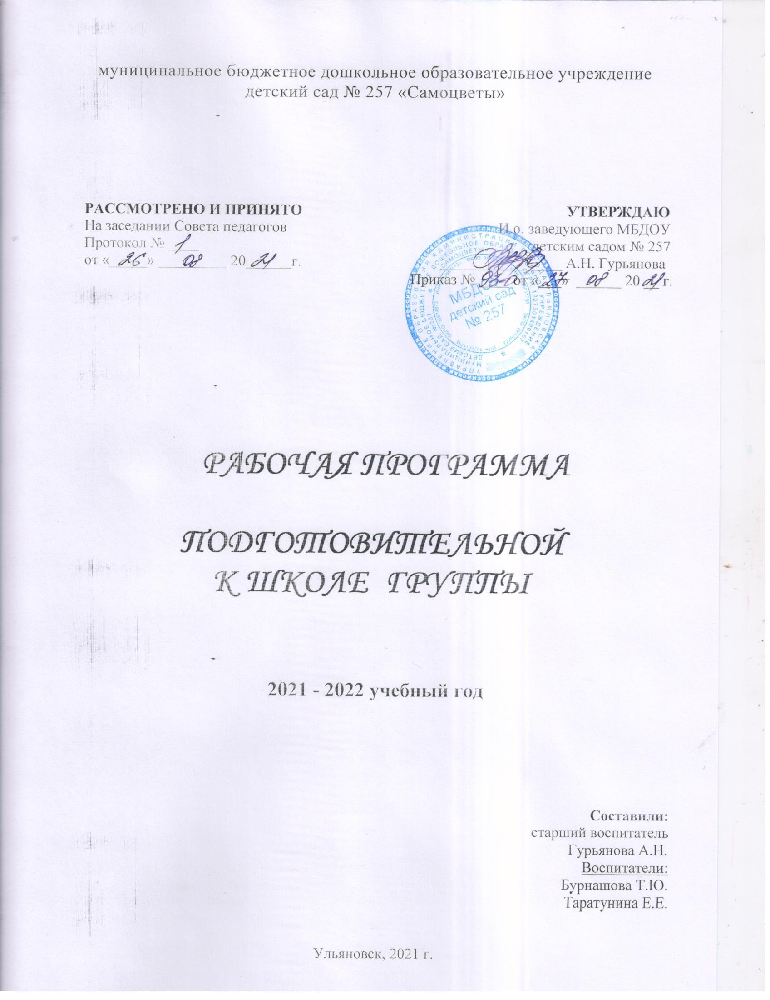 муниципальное бюджетное дошкольное образовательное учреждение
детский сад № 257 «Самоцветы»
РАССМОТРЕНО И ПРИНЯТО
На заседании Совета педагогов
Протокол № 1
от «26» 08 20 21 г.
УТВЕРЖДАЮ
И.о. заведующего МБДОУ
детским садом № 257
А.Н. Гурьянова
Приказ № 93-О от «27» 08 20 21 г.
МБДОУ
детский сад
№ 257
РАБОЧАЯ ПРОГРАММА
ПОДГОТОВИТЕЛЬНОЙ
К ШКОЛЕ ГРУППЫ
2021 - 2022 учебный год
Составили:
старший воспитатель
Гурьянова А.Н.
Воспитатели:
Бурнашова Т.Ю.
Таратунина Е.Е.
Ульяновск, 2021 г.